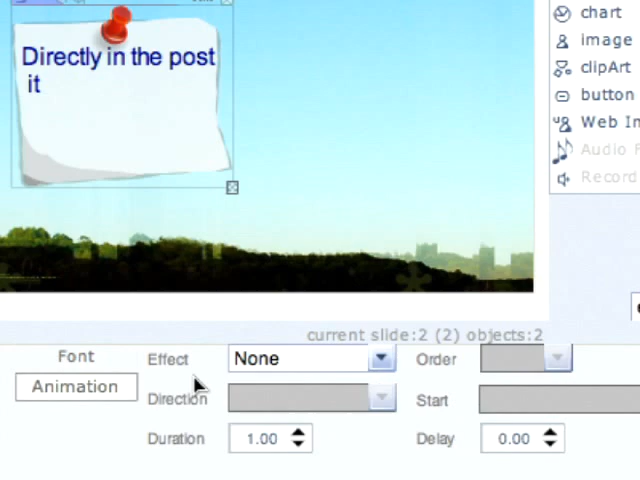 Directly in the post
it
chart
image
clipArt
button
Web In
Audio F
Record
current slide:2 (2) objects:2
Font
Effect
None
Order
Animation
Direction
Start
Duration
1.00
Delay
0.00